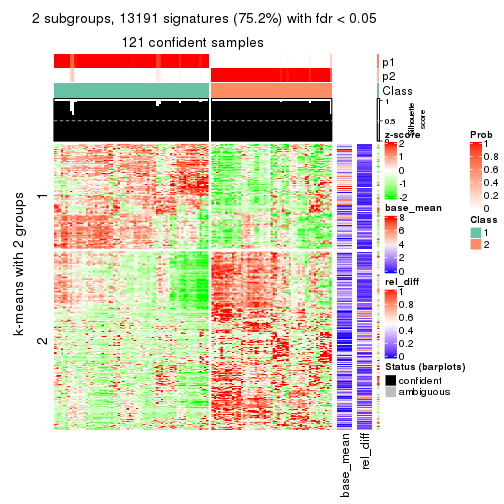 2 subgroups, 13191 signatures (75.2%) with fdr < 0.05
121 confident samples
p1
p2
Class
1
0.5
0
Silhouette
score
k-means with 2 groups
1
2
z-score
2
1
0
-1
-2
base_mean
8
6
4
2
0
rel_diff
1
0.8
0.6
0.4
0.2
0
Status (barplots)
confident
ambiguous
Prob
1
0.8
0.6
0.4
0.2
0
Class
1
2
base_mean
rel_diff